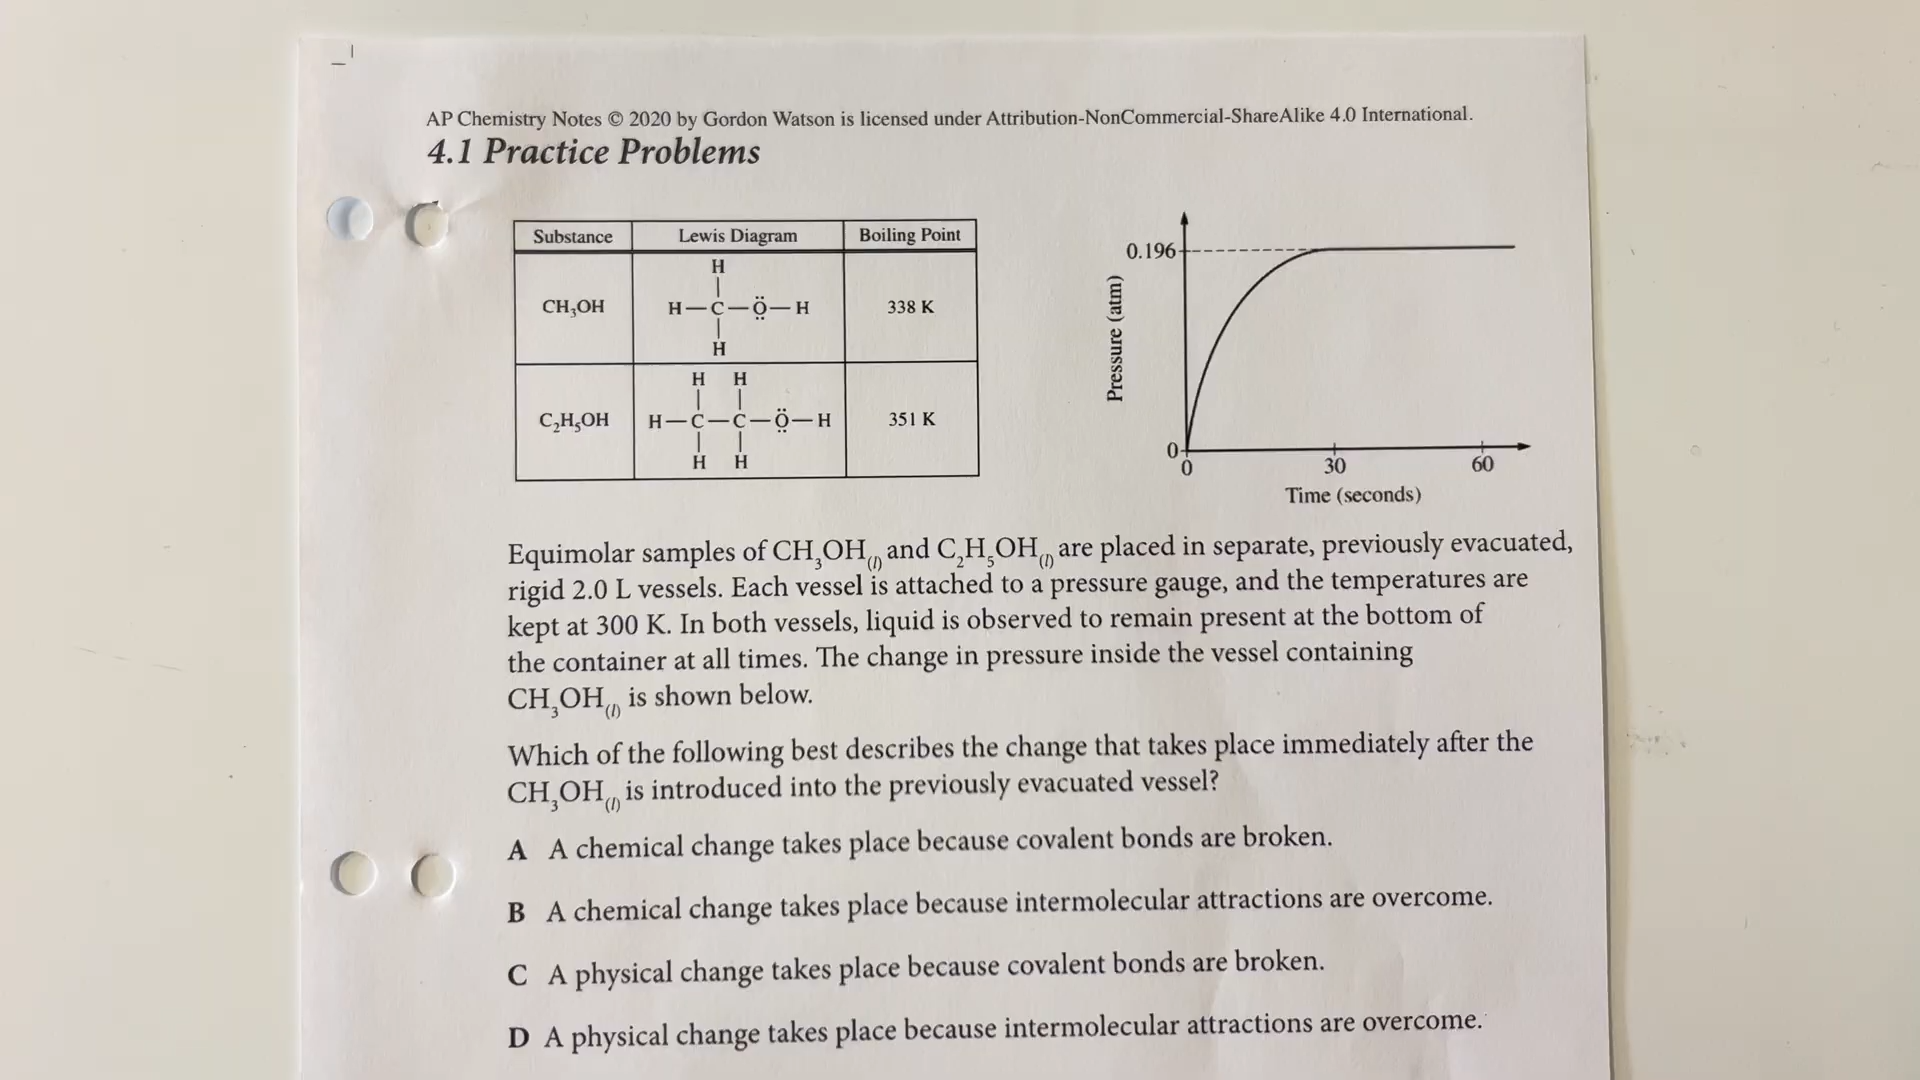 AP Chemistry Notes © 2020 by Gordon Watson is licensed under Attribution-NonCommercial-ShareAlike 4.0 International.
4.1 Practice Problems
Substance Lewis Diagram Boiling Point
H
CH₃OH H—C—Ö—H 338 K
H
H H
C₂H₅OH H—C—C—Ö—H 351 K
H H
0.196
Pressure (atm)
0
0 30 60
Time (seconds)
Equimolar samples of CH₃OH(l) and C₂H₅OH(l) are placed in separate, previously evacuated,
rigid 2.0 L vessels. Each vessel is attached to a pressure gauge, and the temperatures are
kept at 300 K. In both vessels, liquid is observed to remain present at the bottom of
the container at all times. The change in pressure inside the vessel containing
CH₃OH(l) is shown below.
Which of the following best describes the change that takes place immediately after the
CH₃OH(l) is introduced into the previously evacuated vessel?
A A chemical change takes place because covalent bonds are broken.
B A chemical change takes place because intermolecular attractions are overcome.
C A physical change takes place because covalent bonds are broken.
D A physical change takes place because intermolecular attractions are overcome.